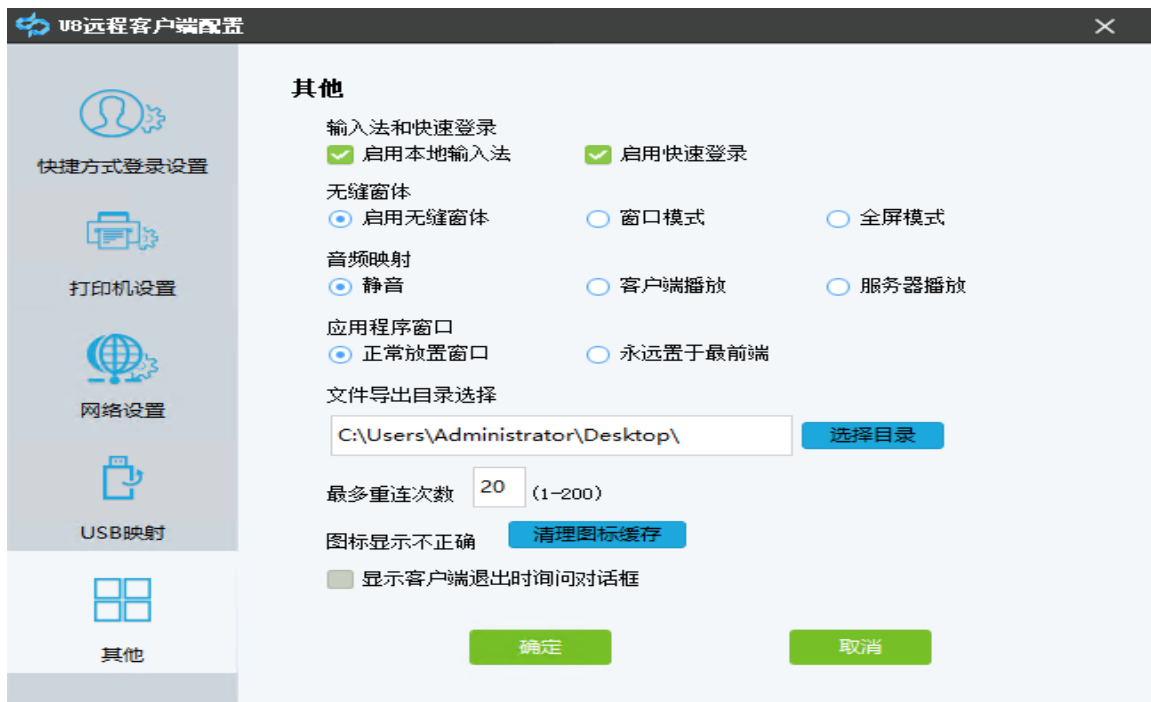 U8远程客户端配置
快捷方式登录设置
打印机设置
网络设置
USB映射
其他
其他
输入法和快速登录
启用本地输入法 启用快速登录
无缝窗体
启用无缝窗体 窗口模式 全屏模式
音频映射
静音 客户端播放 服务器播放
应用程序窗口
正常放置窗口 永远置于最前端
文件导出目录选择
C:\Users\Administrator\Desktop\ 选择目录
最多重连次数 20 (1-200)
图标显示不正确 清理图标缓存
显示客户端退出时询问对话框
确定 取消